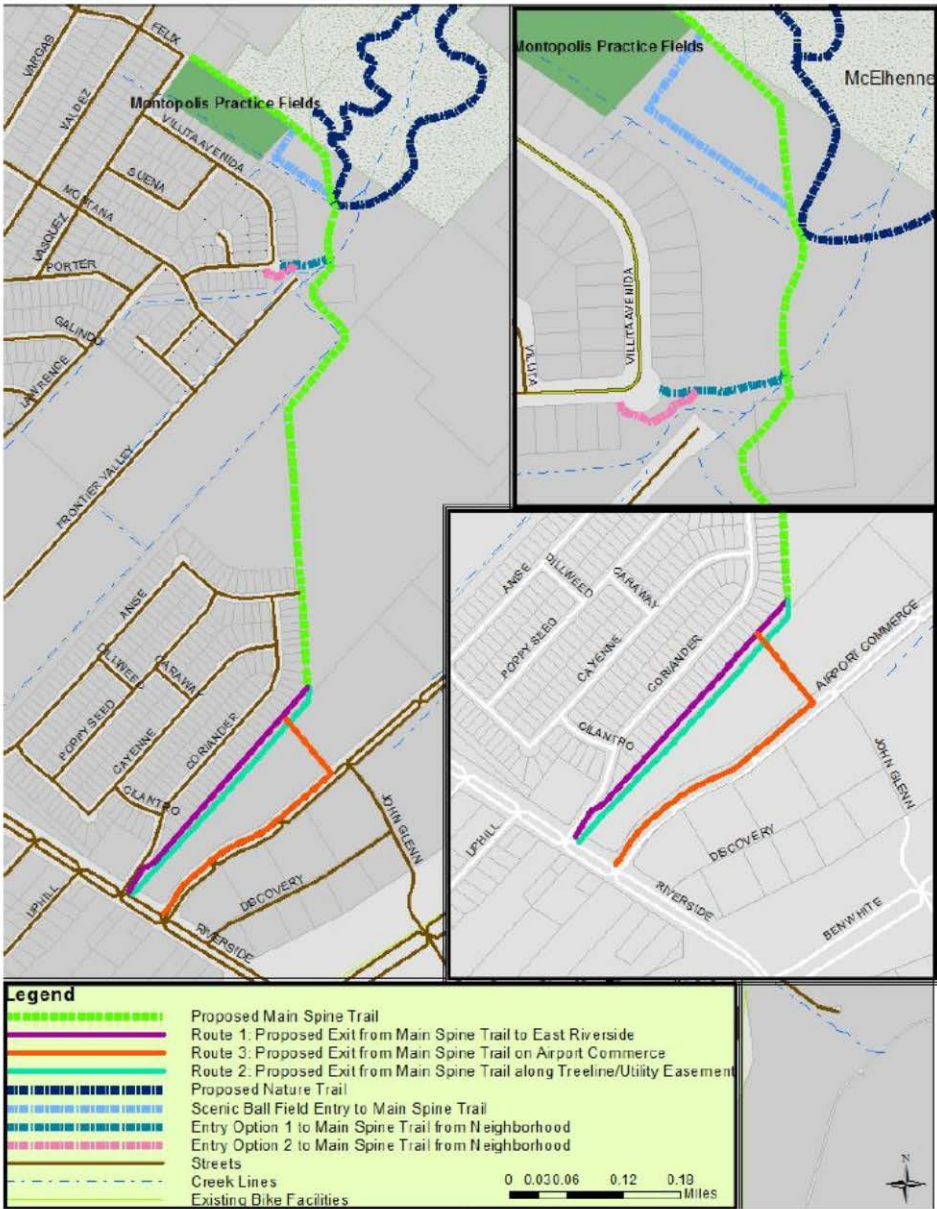 FELIX
VARGAS
VALDEZ
Montopolis Practice Fields
VILLITA AVENIDA
SUENA
MONTANA
VASQUEZ
PORTER
GALINDO
LAWRENCE
FRONTIER VALLEY
ANISE
DILLWEED
CARAWAY
POPPY SEED
CAYENNE
CORIANDER
CILANTRO
UPHILL
JOHN GLENN
DISCOVERY
RIVERSIDE
Montopolis Practice Fields
McElhenne
VILLITA AVENIDA
VILLITA
ANISE
DILLWEED
CARAWAY
POPPY SEED
CAYENNE
CORIANDER
CILANTRO
AIRPORT COMMERCE
JOHN GLENN
UPHILL
DISCOVERY
RIVERSIDE
BEN WHITE
Legend
Proposed Main Spine Trail
Route 1: Proposed Exit from Main Spine Trail to East Riverside
Route 3: Proposed Exit from Main Spine Trail on Airport Commerce
Route 2: Proposed Exit from Main Spine Trail along Treeline/Utility Easement
Proposed Nature Trail
Scenic Ball Field Entry to Main Spine Trail
Entry Option 1 to Main Spine Trail from Neighborhood
Entry Option 2 to Main Spine Trail from Neighborhood
Streets
Creek Lines
Existing Bike Facilities
0 0.03 0.06 0.12 0.18
Miles
N